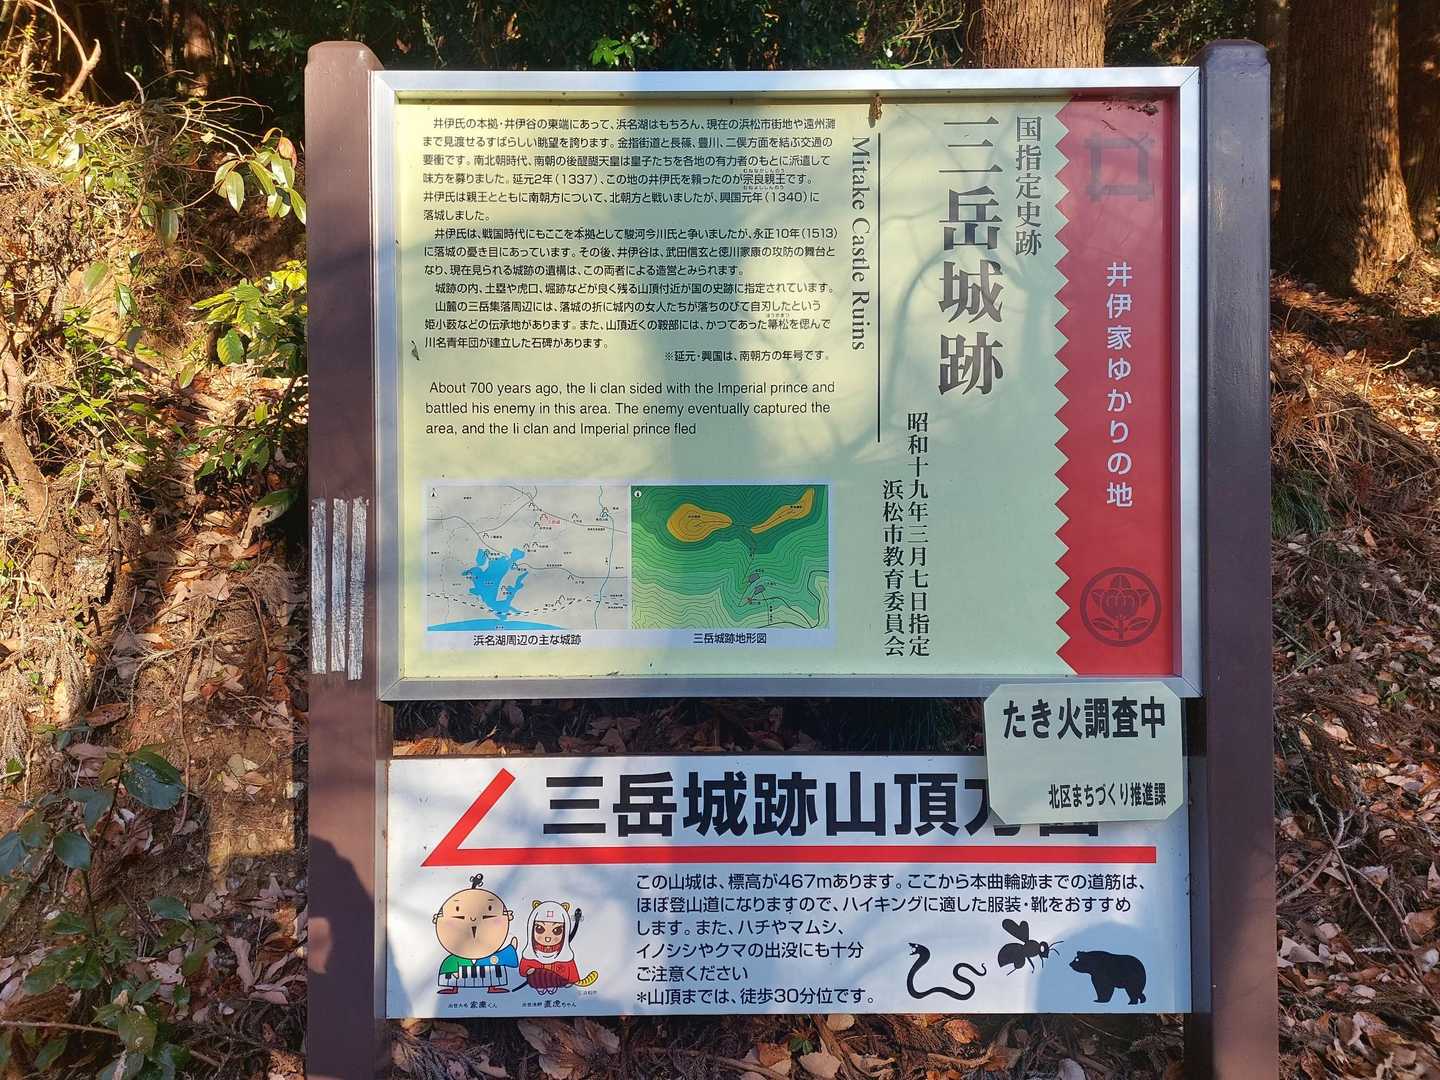 国指定史跡
三岳城跡
Mitake Castle Ruins
昭和十九年三月七日指定
浜松市教育委員会
井伊家ゆかりの地
井伊氏の本拠・井伊谷の東端にあって、浜名湖はもちろん、現在の浜松市街地や遠州灘
まで見渡せるすばらしい眺望を誇ります。金指街道と長篠、豊川、二俣方面を結ぶ交通の
要衝です。南北朝時代、南朝の後醍醐天皇は皇子たちを各地の有力者のもとに派遣して
味方を募りました。延元2年(1337)、この地の井伊氏を頼ったのが宗良親王です。
井伊氏は親王とともに南朝方について、北朝方と戦いましたが、興国元年(1340)に
落城しました。
井伊氏は、戦国時代にもここを本拠として駿河今川氏と争いましたが、永正10年(1513)
に落城の憂き目にあっています。その後、井伊谷は、武田信玄と徳川家康の攻防の舞台と
なり、現在見られる城跡の遺構は、この両者による造営とみられます。
城跡の内、土塁や虎口、堀跡などが良く残る山頂付近が国の史跡に指定されています。
山麓の三岳集落周辺には、落城の折に城内の女人たちが落ちのびて自刃したという
姫小薮などの伝承地があります。また、山頂近くの鞍部には、かつてあった箒松を偲んで
川名青年団が建立した石碑があります。
※延元・興国は、南朝方の年号です。
About 700 years ago, the Ii clan sided with the Imperial prince and
battled his enemy in this area. The enemy eventually captured the
area, and the Ii clan and Imperial prince fled
浜名湖周辺の主な城跡
三岳城跡地形図
たき火調査中
北区まちづくり推進課
三岳城跡山頂
この山城は、標高が467mあります。ここから本曲輪跡までの道筋は、
ほぼ登山道になりますので、ハイキングに適した服装・靴をおすすめ
します。また、ハチやマムシ、
イノシシやクマの出没にも十分
ご注意ください
*山頂までは、徒歩30分位です。
出世大名 家康くん
出世法師 直虎ちゃん